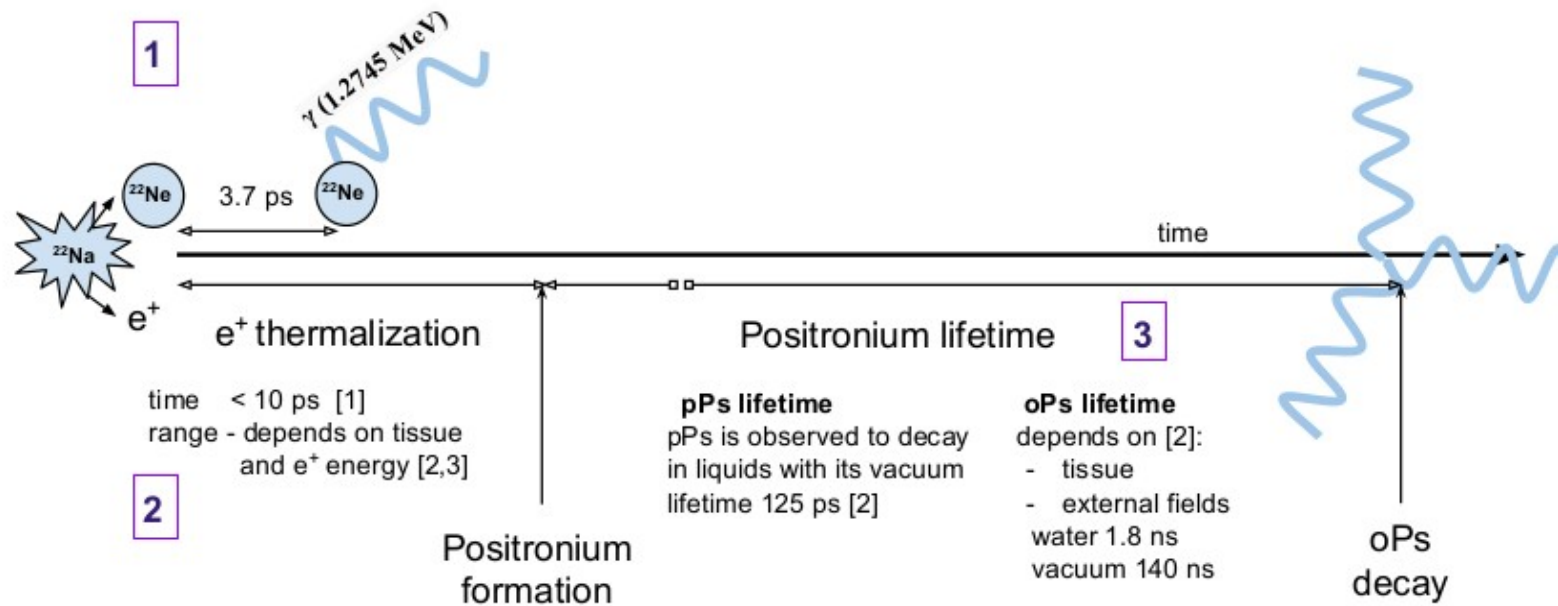 1
γ (1.2745 MeV)
²²Ne
3.7 ps
²²Ne
²²Na
time
e⁺
e⁺ thermalization
Positronium lifetime
3
time < 10 ps [1]
range - depends on tissue
and e⁺ energy [2,3]
2
pPs lifetime
pPs is observed to decay
in liquids with its vacuum
lifetime 125 ps [2]
oPs lifetime
depends on [2]:
- tissue
- external fields
water 1.8 ns
vacuum 140 ns
Positronium
formation
oPs
decay